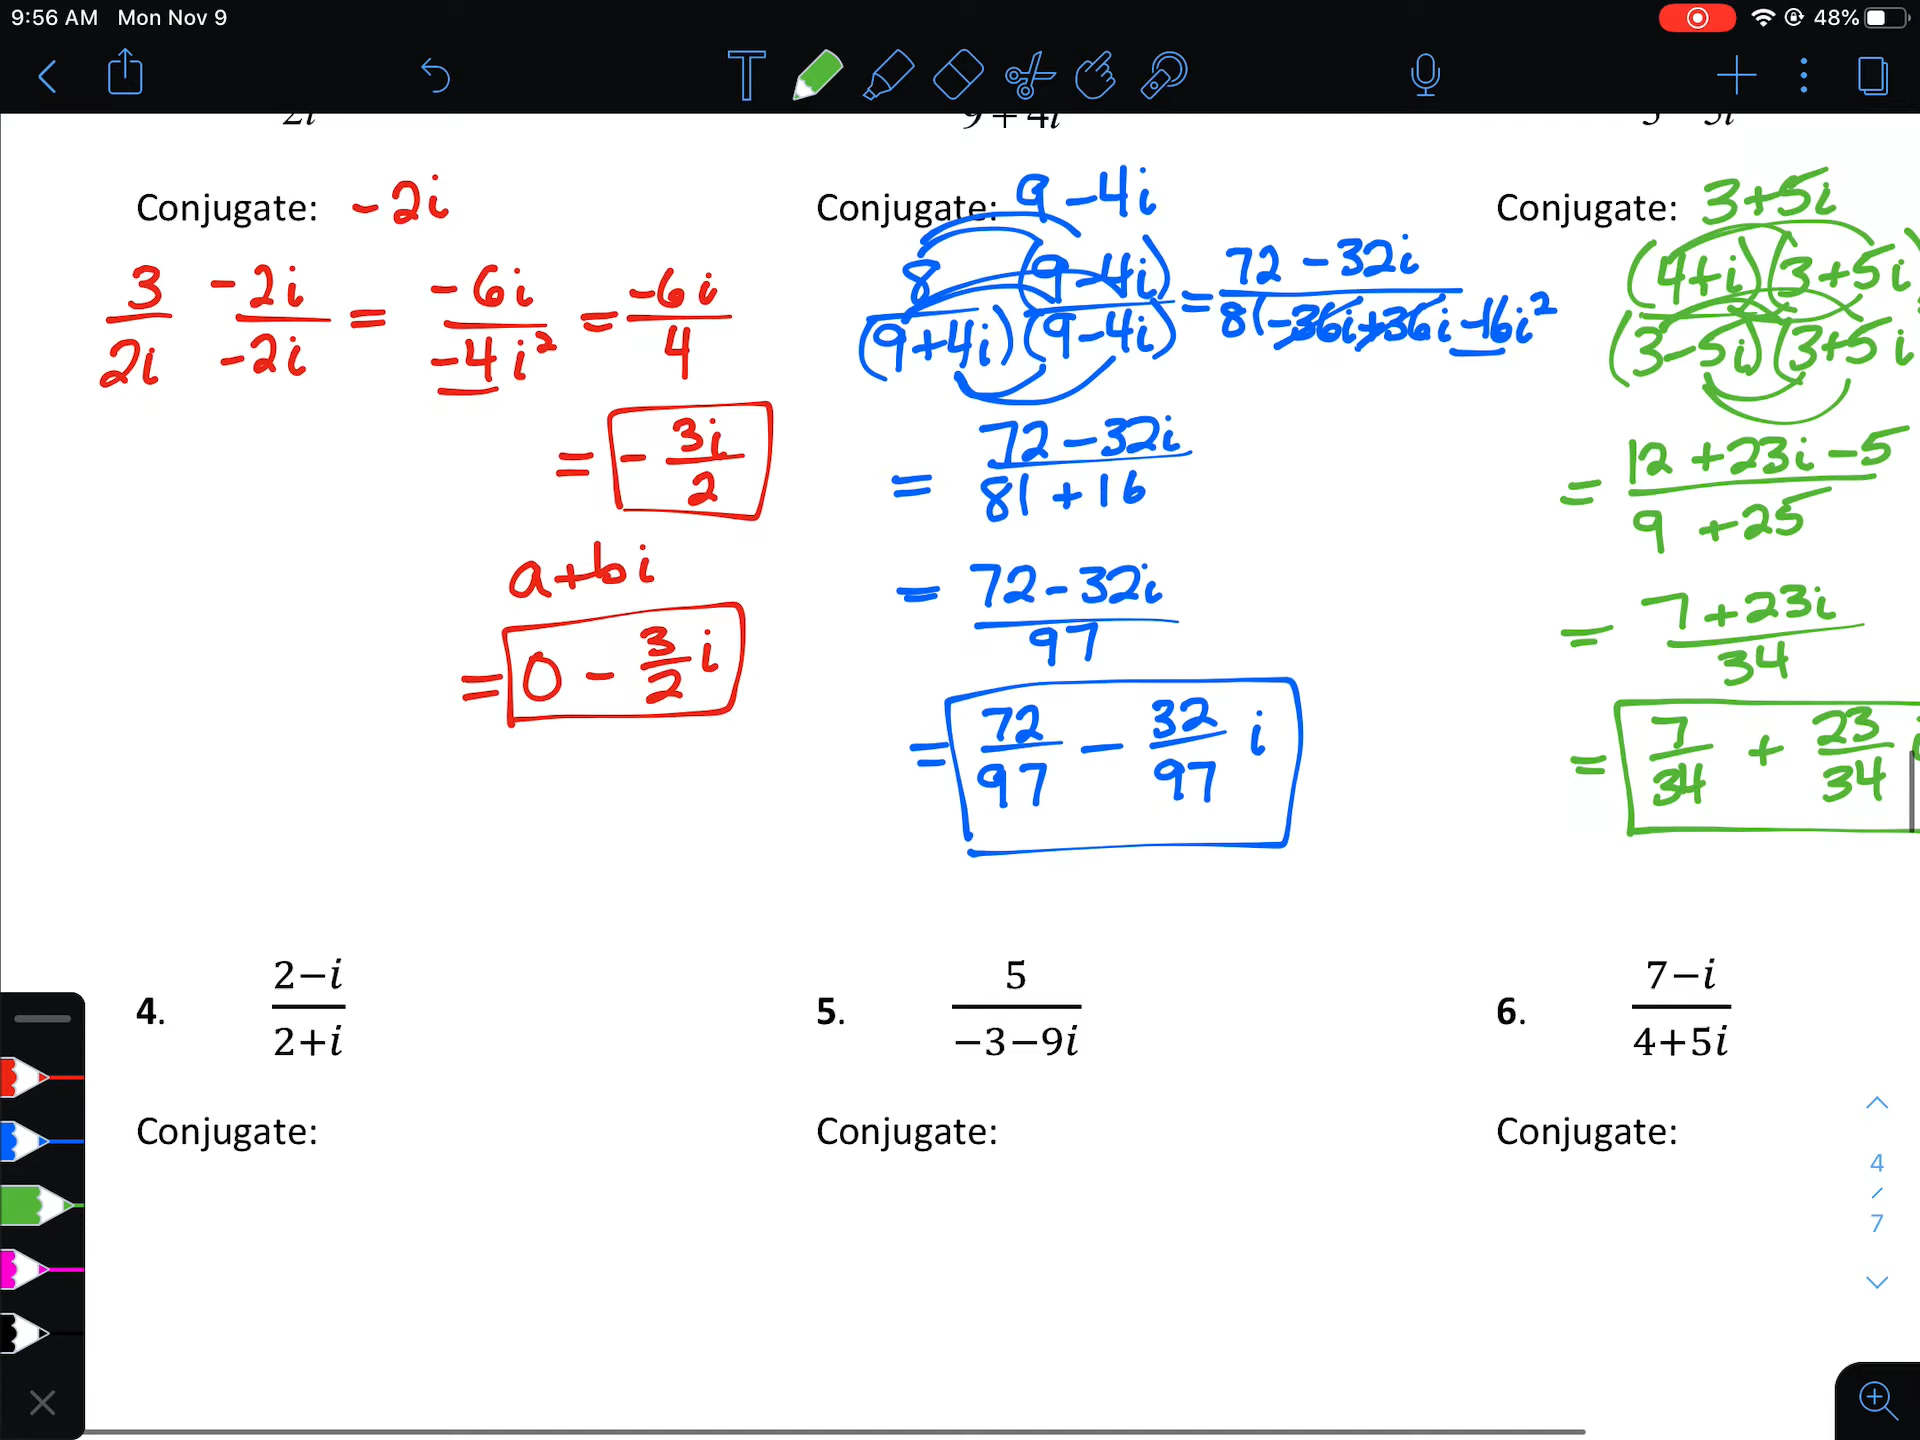 9:56 AM Mon Nov 9
48%
2i
9 + 4i
Conjugate: -2i
3/2i -2i/-2i = -6i/-4i² = -6i/4
= -3i/2
a+bi
= 0 - 3/2 i
Conjugate: 9-4i
8(9-4i)/(9+4i)(9-4i) = 72-32i/81-36i+36i-16i²
= 72-32i/81+16
= 72-32i/97
= 72/97 - 32/97 i
Conjugate: 3+5i
(4+i)(3+5i)/(3-5i)(3+5i
= 12+23i-5/9+25
= 7+23i/34
= 7/34 + 23/34 i
4. 2-i/2+i
Conjugate:
5. 5/-3-9i
Conjugate:
6. 7-i/4+5i
Conjugate:
4
/
7